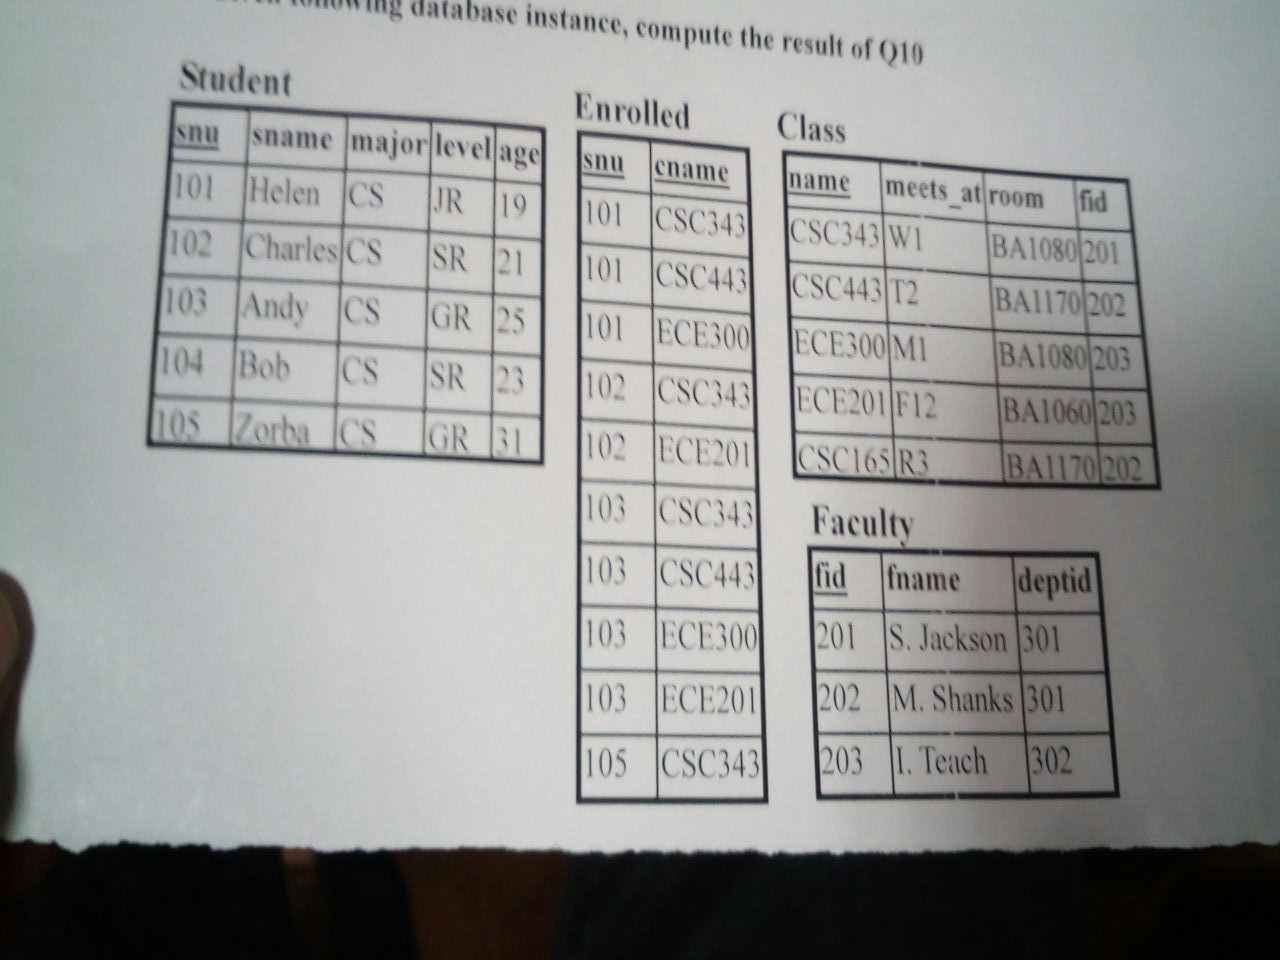 following database instance, compute the result of Q10
Student
snu sname major level age
101 Helen CS JR 19
102 Charles CS SR 21
103 Andy CS GR 25
104 Bob CS SR 23
105 Zorba CS GR 31
Enrolled
snu cname
101 CSC343
101 CSC443
101 ECE300
102 CSC343
102 ECE201
103 CSC343
103 CSC443
103 ECE300
103 ECE201
105 CSC343
Class
name meets_at room fid
CSC343 W1 BA1080 201
CSC443 T2 BA1170 202
ECE300 M1 BA1080 203
ECE201 F12 BA1060 203
CSC165 R3 BA1170 202
Faculty
fid fname deptid
201 S. Jackson 301
202 M. Shanks 301
203 I. Teach 302